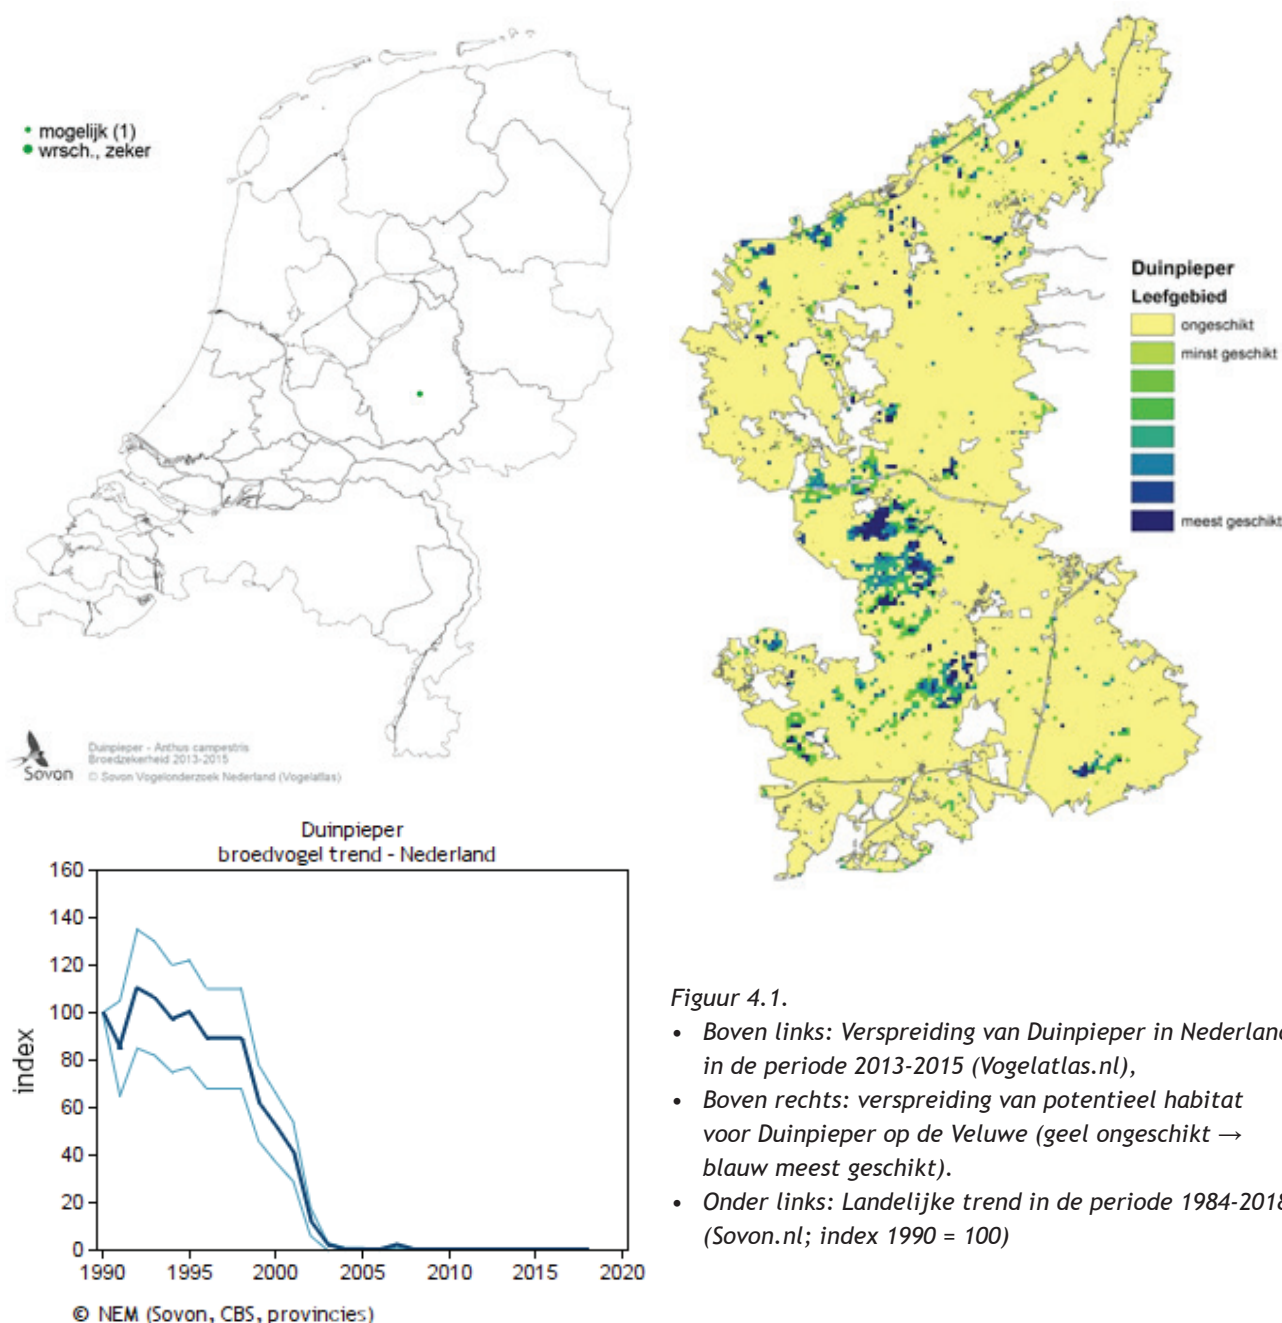 mogelijk (1)
wrsch., zeker
Sovon
Duinpieper - Anthus campestris
Broedzekerheid 2013-2015
© Sovon Vogelonderzoek Nederland (Vogelatlas)
Duinpieper
Leefgebied
ongeschikt
minst geschikt
meest geschikt
Duinpieper
broedvogel trend - Nederland
index
160
140
120
100
80
60
40
20
0
1990 1995 2000 2005 2010 2015 2020
© NEM (Sovon, CBS, provincies)
Figuur 4.1.
• Boven links: Verspreiding van Duinpieper in Nederland
in de periode 2013-2015 (Vogelatlas.nl),
• Boven rechts: verspreiding van potentieel habitat
voor Duinpieper op de Veluwe (geel ongeschikt →
blauw meest geschikt).
• Onder links: Landelijke trend in de periode 1984-2018
(Sovon.nl; index 1990 = 100)